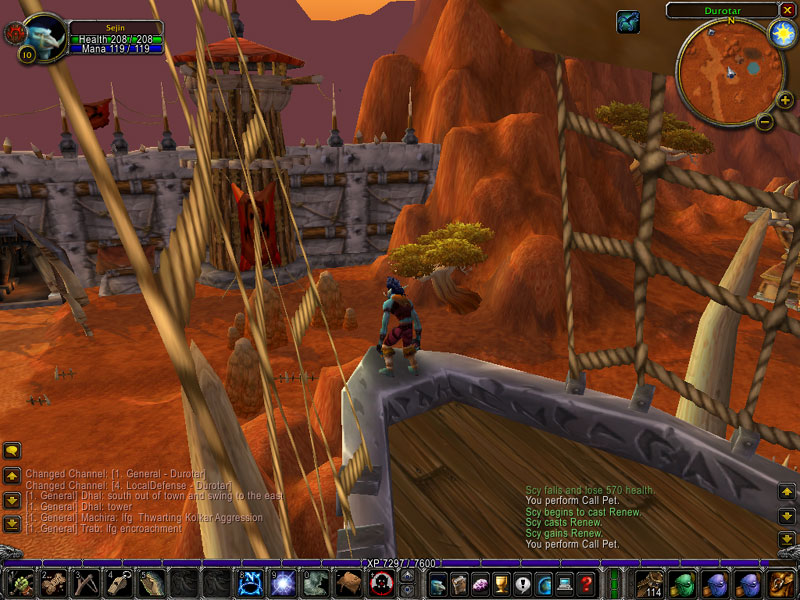 Sejin
Health 208 / 208
Mana 119 / 119
10
Durotar
N
Changed Channel: [1. General - Durotar]
Changed Channel: [4. LocalDefense - Durotar]
[1. General] Dhal: south out of town and swing to the east
[1. General] Dhal: tower
[1. General] Machira: lfg Thwarting Kolkar Aggression
[1. General] Trab: lfg encroachment
Scy falls and lose 570 health.
You perform Call Pet.
Scy begins to cast Renew.
Scy casts Renew.
Scy gains Renew.
You perform Call Pet.
XP 7297 / 7600
114